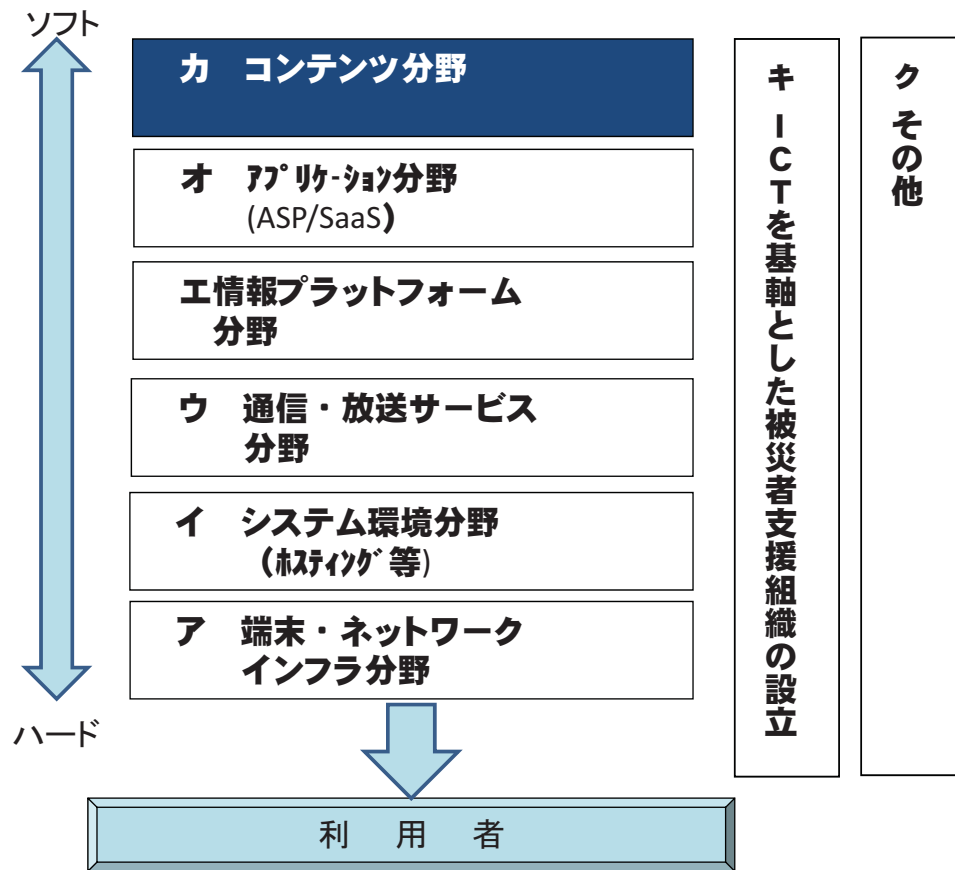 ソフト
カ コンテンツ分野
オ ｱﾌﾟﾘｹ-ｼｮﾝ分野
(ASP/SaaS)
エ情報プラットフォーム
分野
ウ 通信・放送サービス
分野
イ システム環境分野
(ﾎｽﾃｨﾝｸﾞ等)
ア 端末・ネットワーク
インフラ分野
ハード
利 用 者
キ ICTを基軸とした被災者支援組織の設立
ク その他